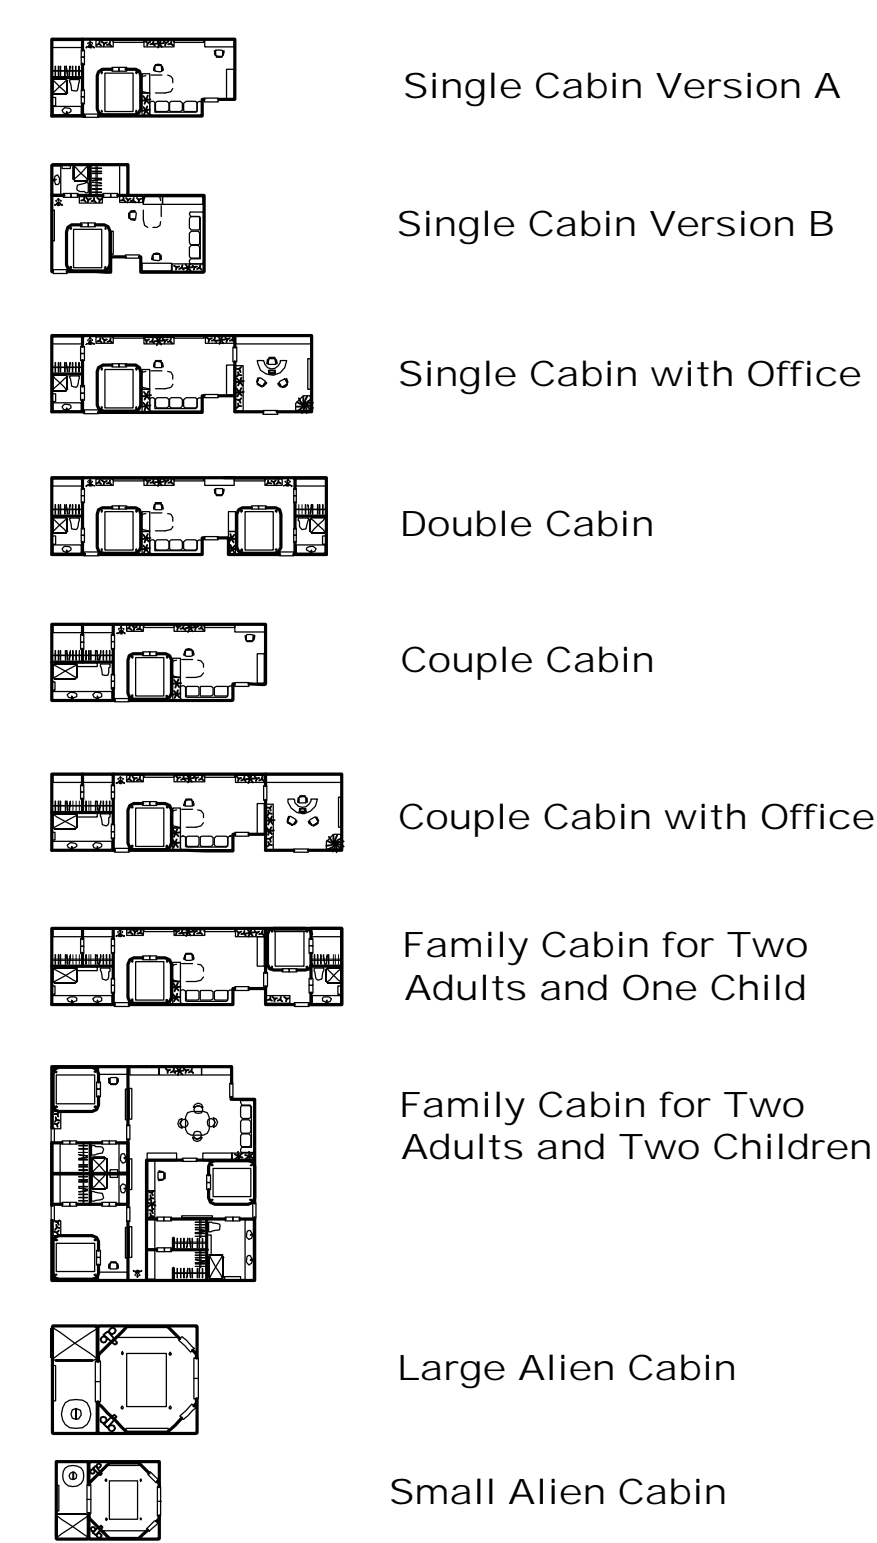 Single Cabin Version A
Single Cabin Version B
Single Cabin with Office
Double Cabin
Couple Cabin
Couple Cabin with Office
Family Cabin for Two
Adults and One Child
Family Cabin for Two
Adults and Two Children
Large Alien Cabin
Small Alien Cabin